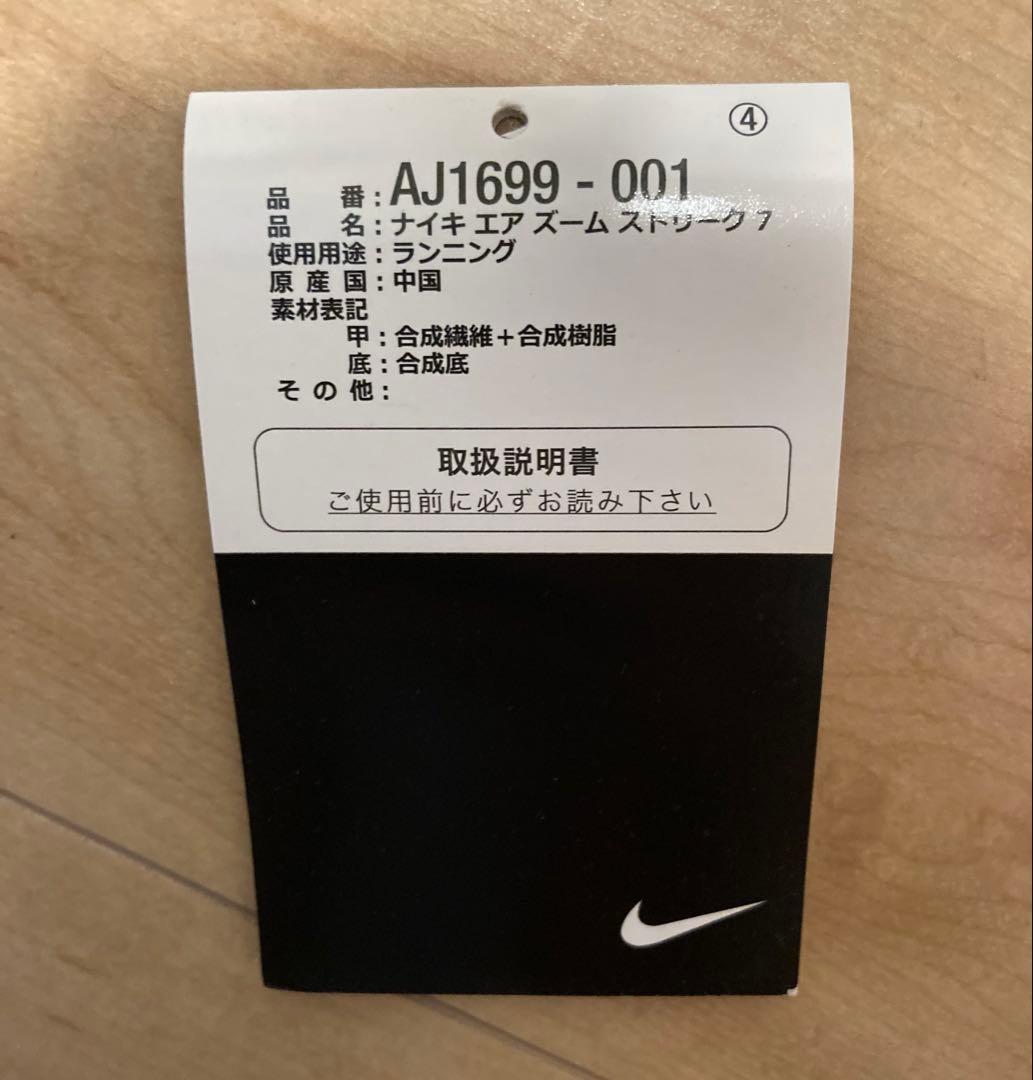 ④
品 番：AJ1699 - 001
品 名：ナイキ エア ズーム ストリーク 7
使用用途：ランニング
原 産 国：中国
素材表記
甲：合成繊維＋合成樹脂
底：合成底
そ の 他：
取扱説明書
ご使用前に必ずお読み下さい